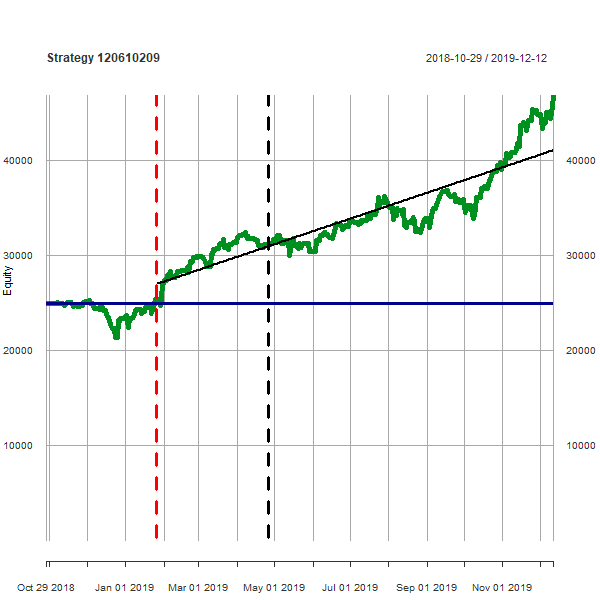 Strategy 120610209
2018-10-29 / 2019-12-12
40000
40000
30000
30000
Equity
20000
20000
10000
10000
Oct 29 2018
Jan 01 2019
Mar 01 2019
May 01 2019
Jul 01 2019
Sep 01 2019
Nov 01 2019